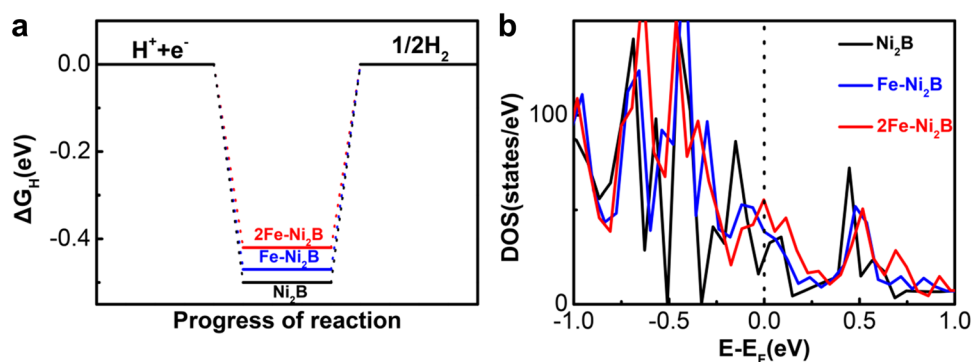 a
H⁺+e⁻
1/2H₂
0.0
-0.2
-0.4
ΔG_H(eV)
2Fe-Ni₂B
Fe-Ni₂B
Ni₂B
Progress of reaction
b
Ni₂B
Fe-Ni₂B
2Fe-Ni₂B
100
0
DOS(states/eV)
-1.0 -0.5 0.0 0.5 1.0
E-E_F(eV)